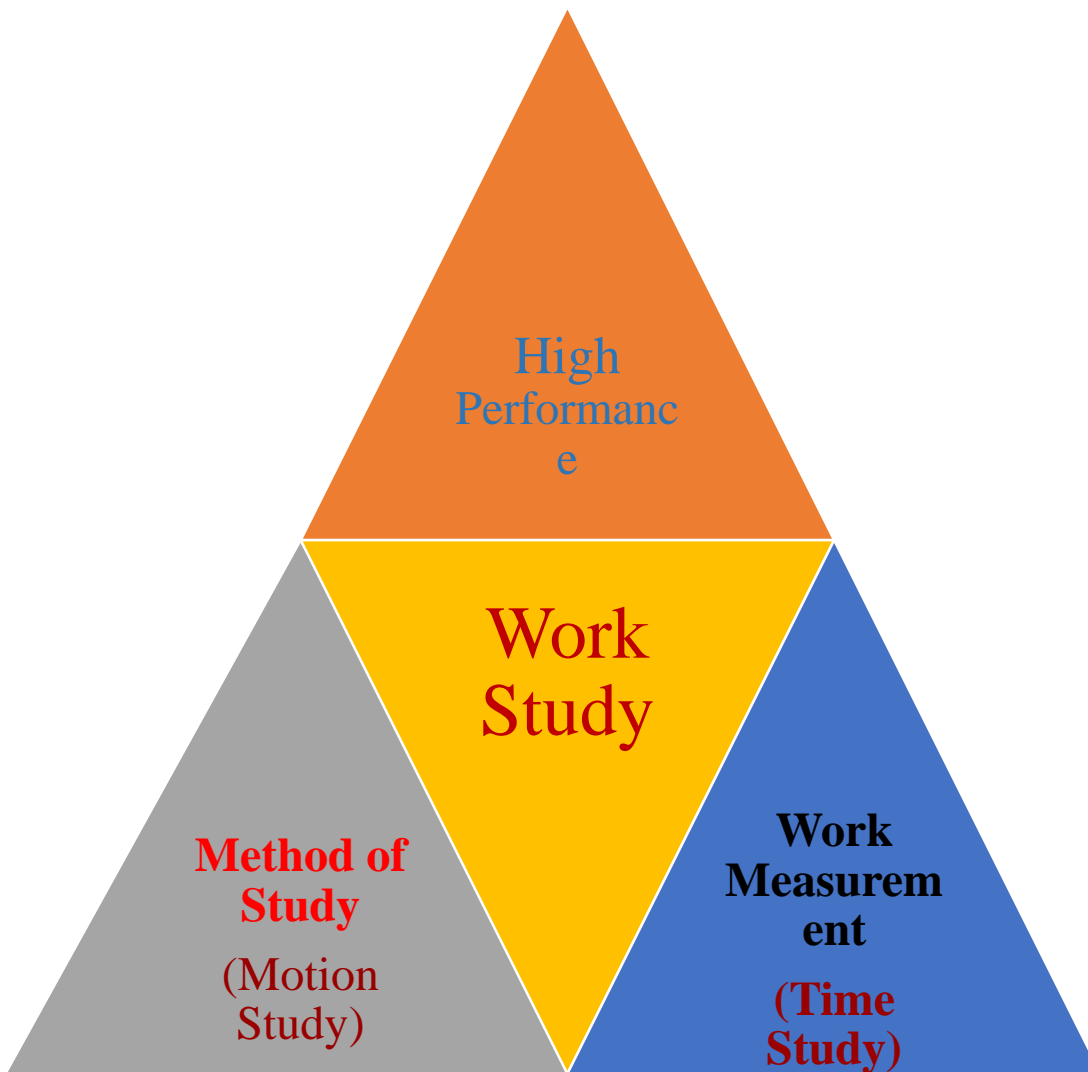 High
Performanc
e
Work
Study
Method of
Study
(Motion
Study)
Work
Measurem
ent
(Time
Study)